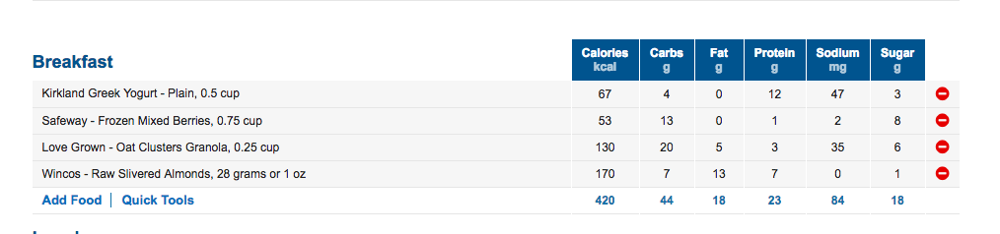 Breakfast Calories kcal Carbs g Fat g Protein g Sodium mg Sugar g
Kirkland Greek Yogurt - Plain, 0.5 cup 67 4 0 12 47 3
Safeway - Frozen Mixed Berries, 0.75 cup 53 13 0 1 2 8
Love Grown - Oat Clusters Granola, 0.25 cup 130 20 5 3 35 6
Wincos - Raw Slivered Almonds, 28 grams or 1 oz 170 7 13 7 0 1
Add Food | Quick Tools 420 44 18 23 84 18